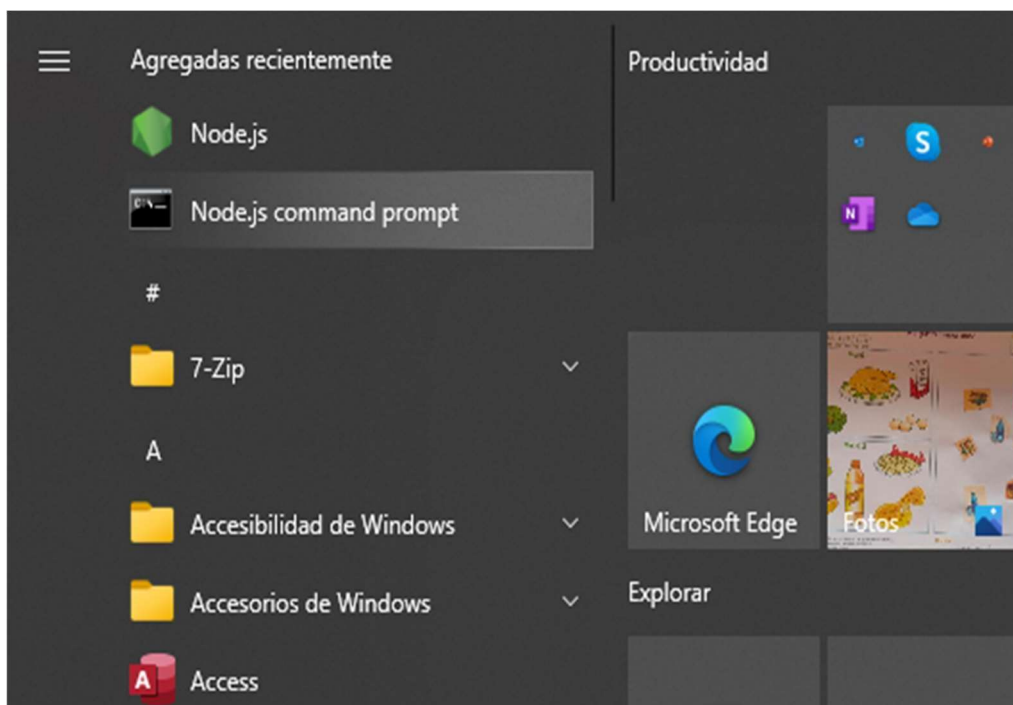 Agregadas recientemente
Node.js
Node.js command prompt
#
7-Zip
A
Accesibilidad de Windows
Accesorios de Windows
Access
Productividad
Microsoft Edge
Fotos
Explorar